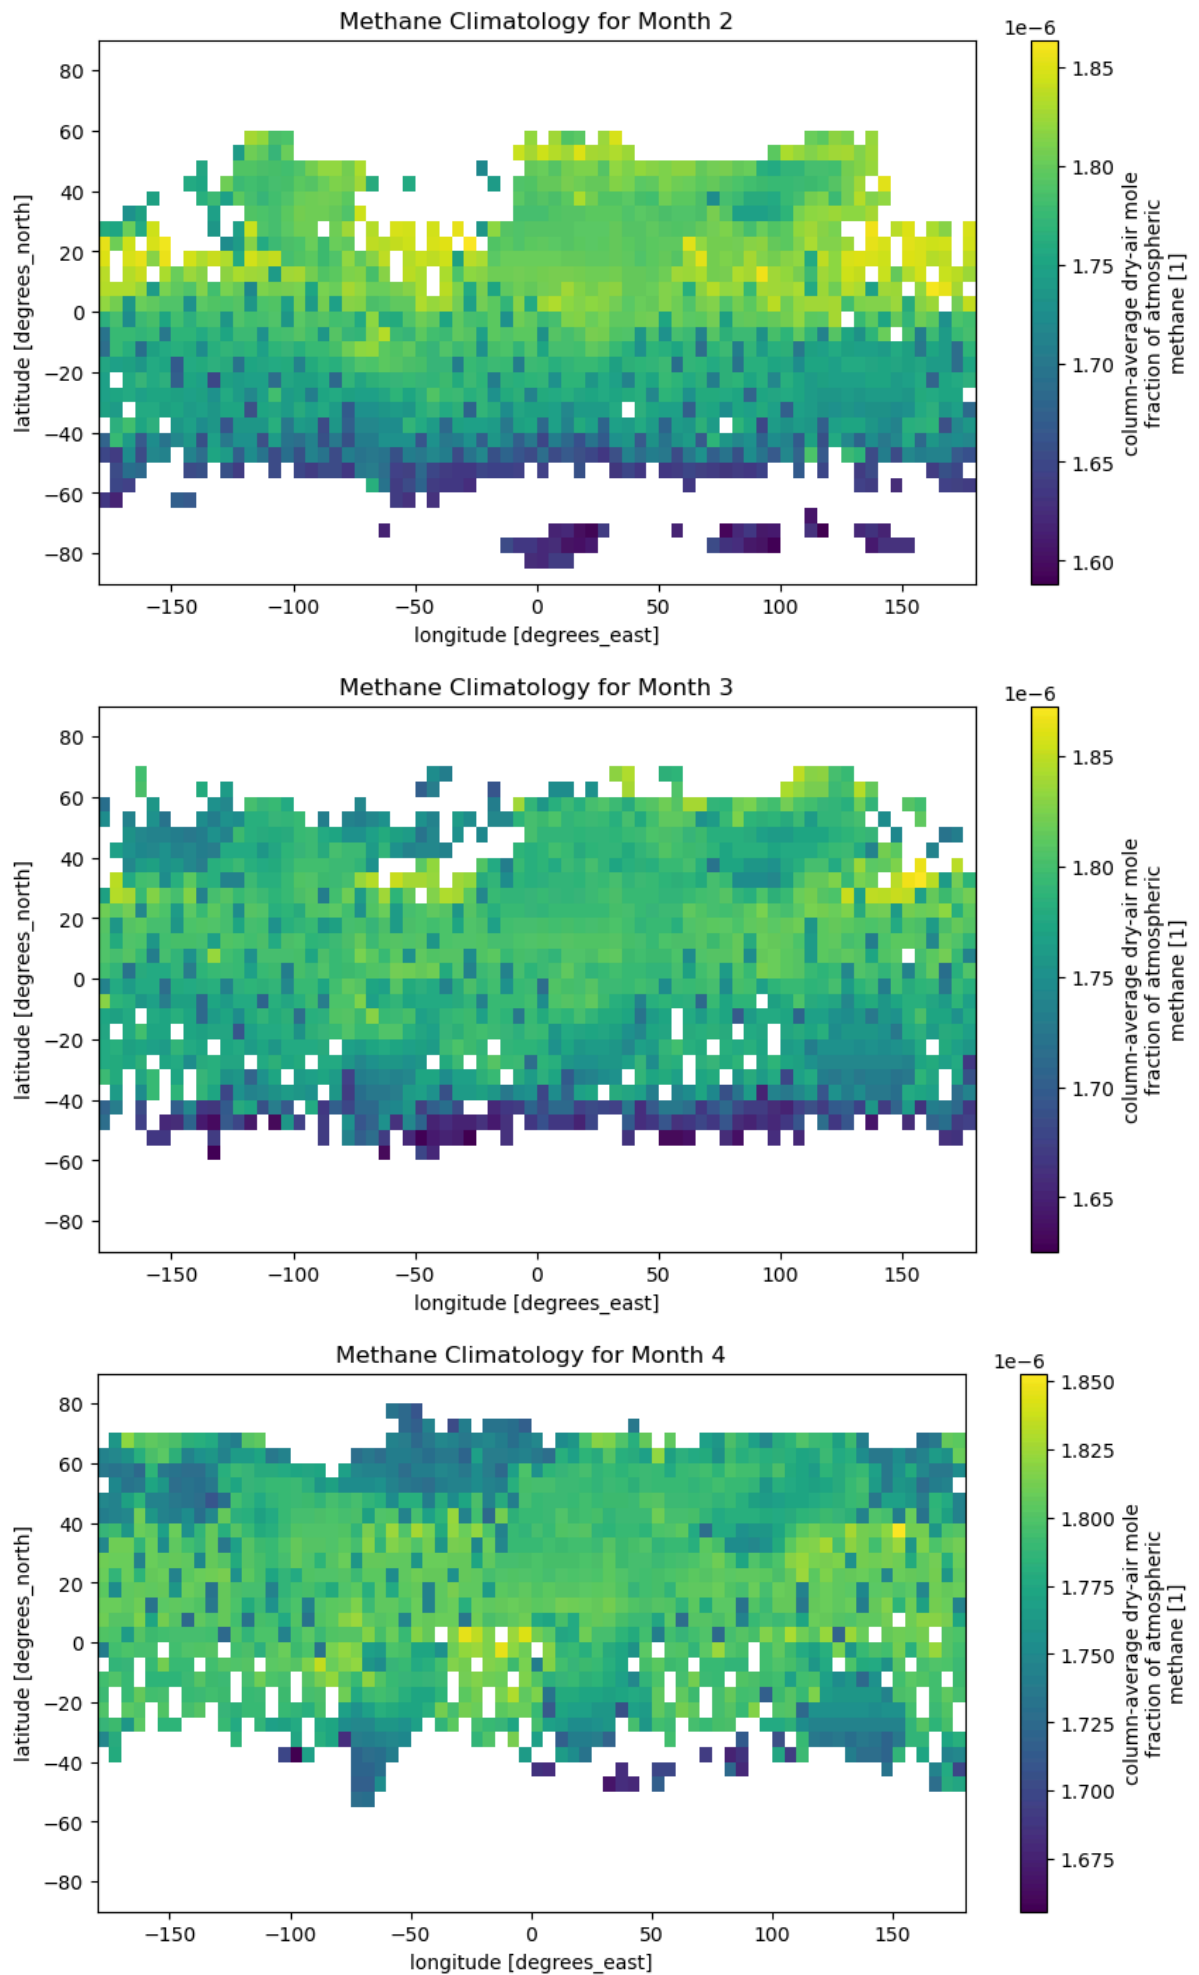 Methane Climatology for Month 2
1e−6
80
60
40
20
0
−20
−40
−60
−80
latitude [degrees_north]
−150 −100 −50 0 50 100 150
longitude [degrees_east]
1.85
1.80
1.75
1.70
1.65
1.60
column-average dry-air mole
fraction of atmospheric
methane [1]
Methane Climatology for Month 3
1e−6
80
60
40
20
0
−20
−40
−60
−80
latitude [degrees_north]
−150 −100 −50 0 50 100 150
longitude [degrees_east]
1.85
1.80
1.75
1.70
1.65
column-average dry-air mole
fraction of atmospheric
methane [1]
Methane Climatology for Month 4
1e−6
80
60
40
20
0
−20
−40
−60
−80
latitude [degrees_north]
−150 −100 −50 0 50 100 150
longitude [degrees_east]
1.850
1.825
1.800
1.775
1.750
1.725
1.700
1.675
column-average dry-air mole
fraction of atmospheric
methane [1]